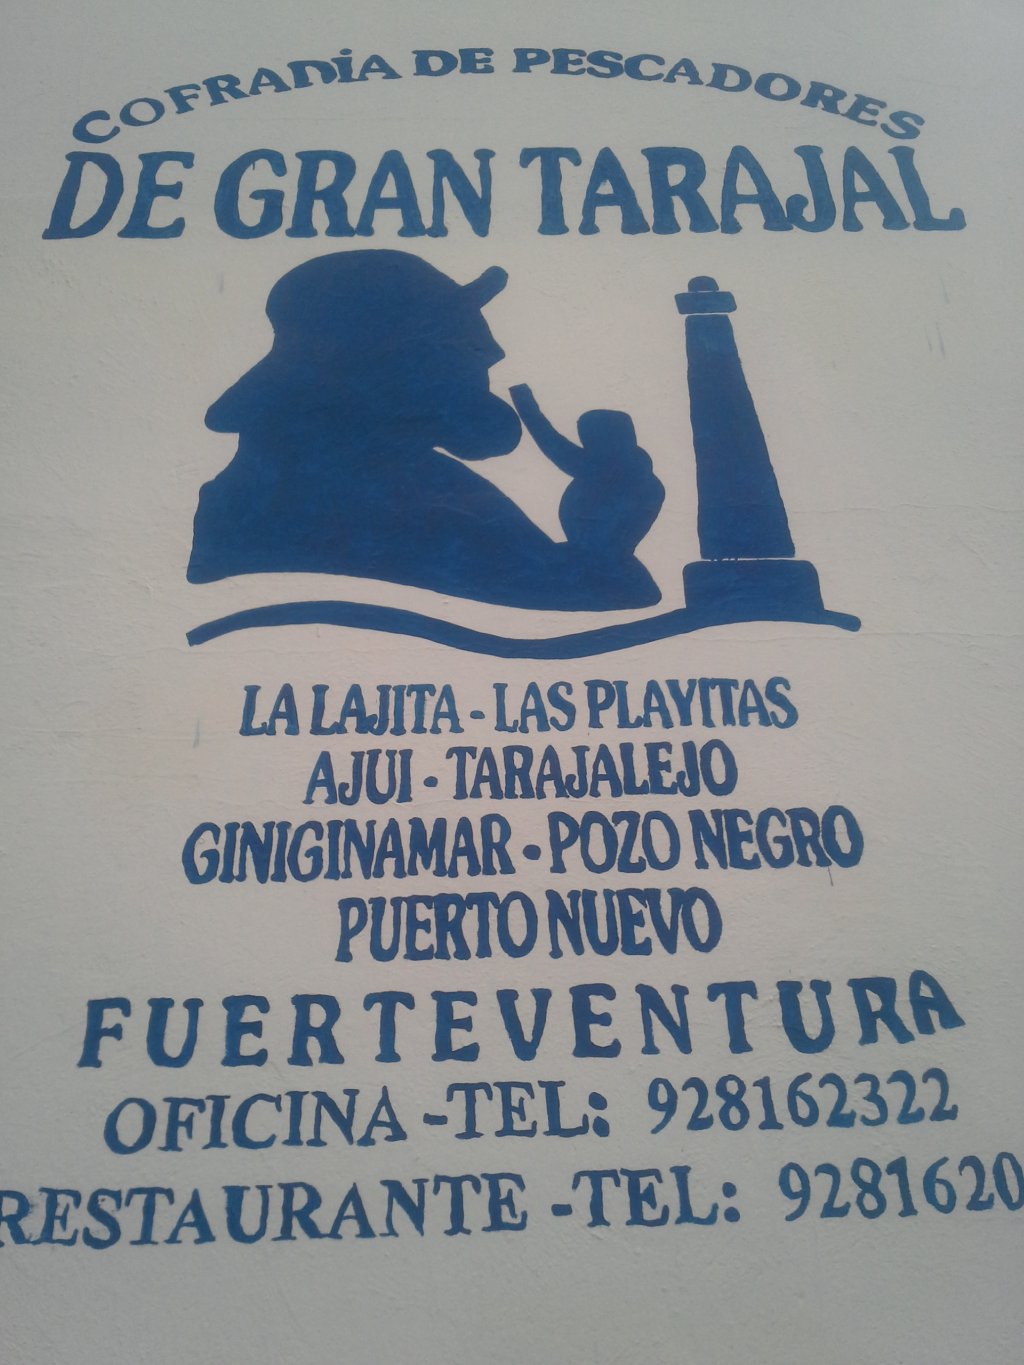 COFRADÍA DE PESCADORES
DE GRAN TARAJAL
LA LAJITA - LAS PLAYITAS
AJUI - TARAJALEJO
GINIGINAMAR - POZO NEGRO
PUERTO NUEVO
FUERTEVENTURA
OFICINA - TEL: 928162322
RESTAURANTE - TEL: 9281620